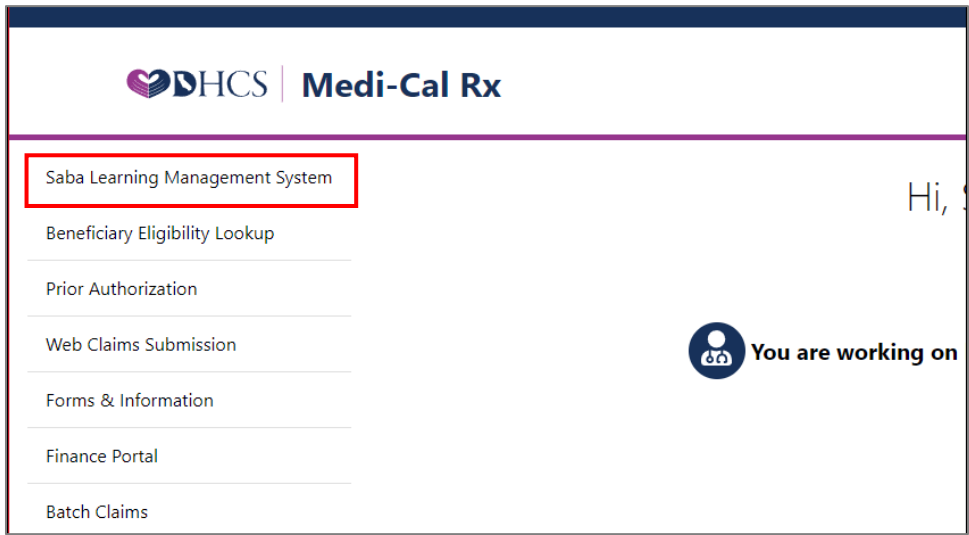 DHCS Medi-Cal Rx
Saba Learning Management System
Hi,
Beneficiary Eligibility Lookup
Prior Authorization
Web Claims Submission
You are working on
Forms & Information
Finance Portal
Batch Claims